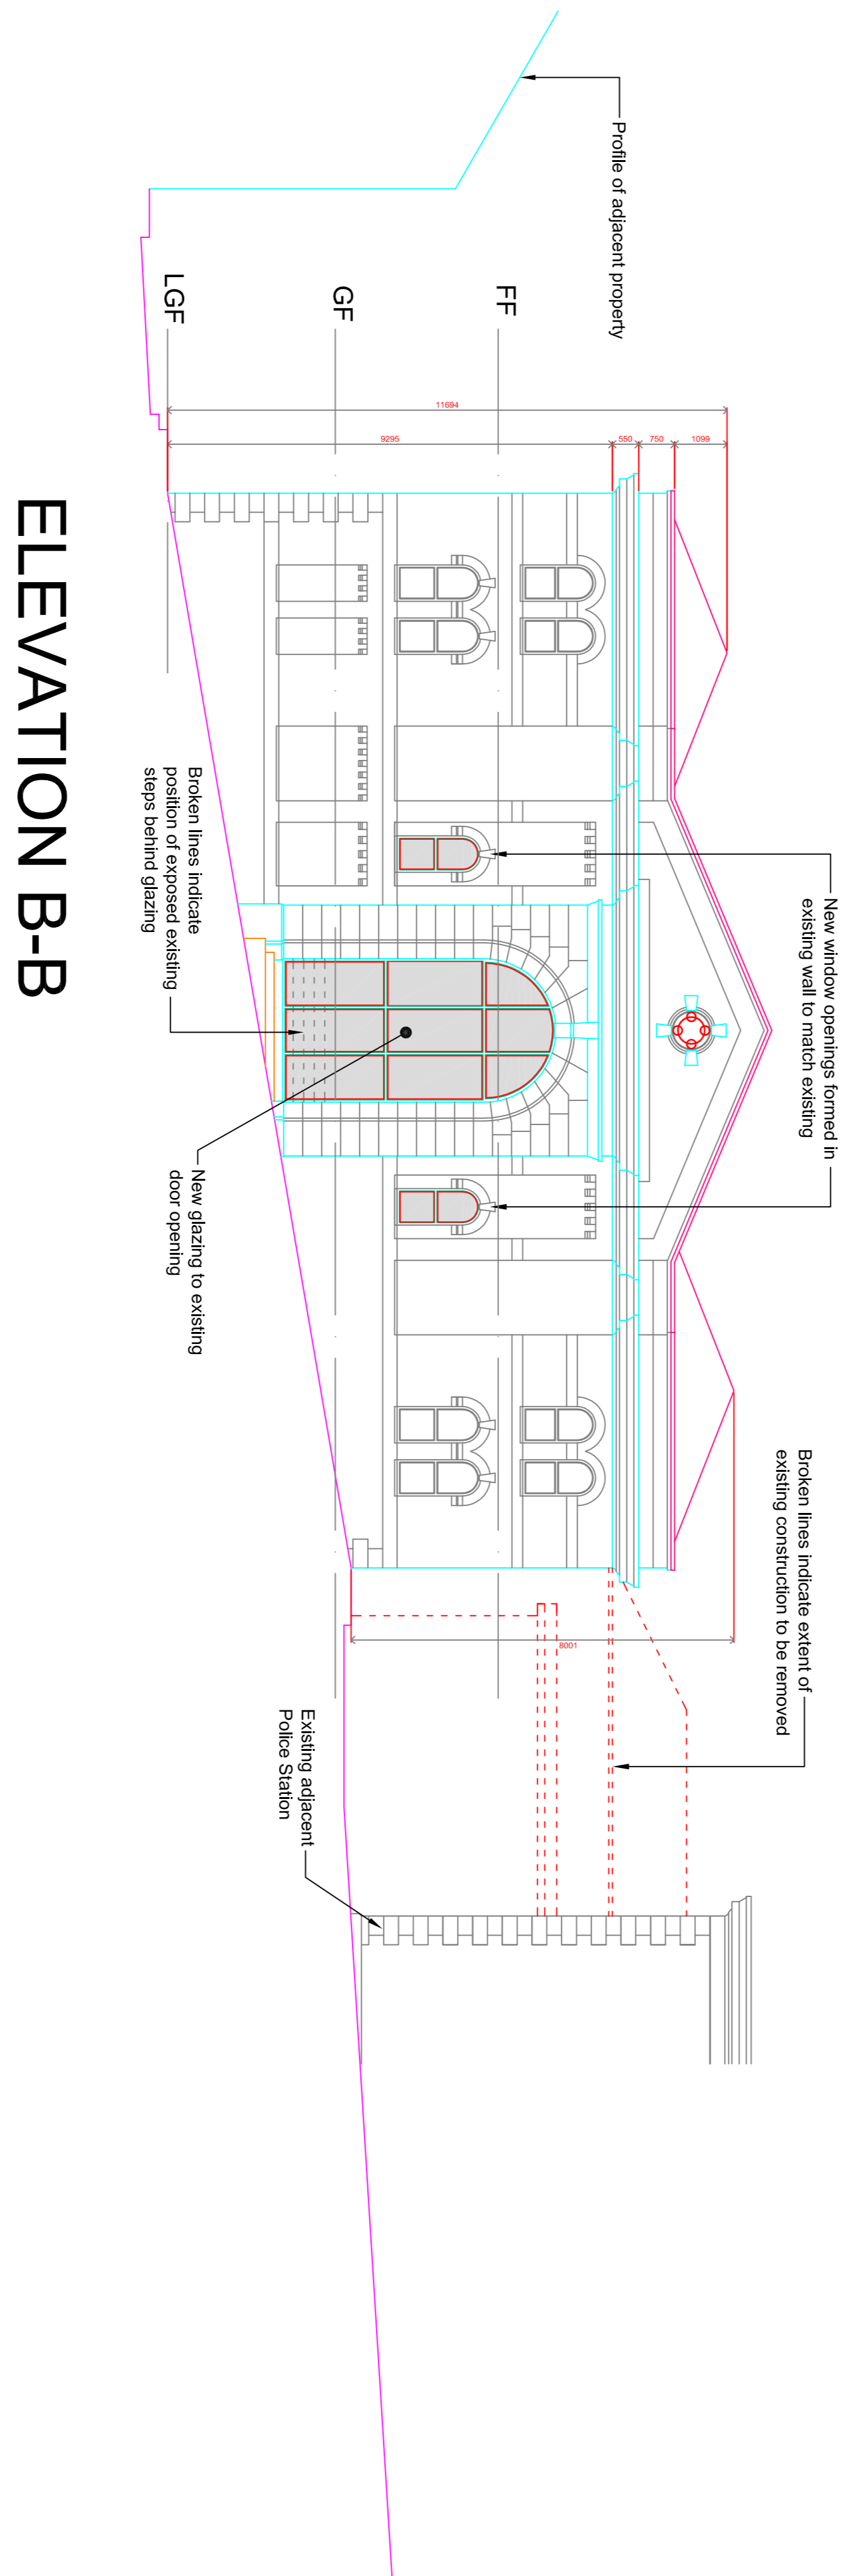 Profile of adjacent property
New window openings formed in
existing wall to match existing
Broken lines indicate extent of
existing construction to be removed
FF
GF
LGF
11694
9295
550
750
1099
8001
Broken lines indicate
position of exposed existing
steps behind glazing
New glazing to existing
door opening
Existing adjacent
Police Station
ELEVATION B-B